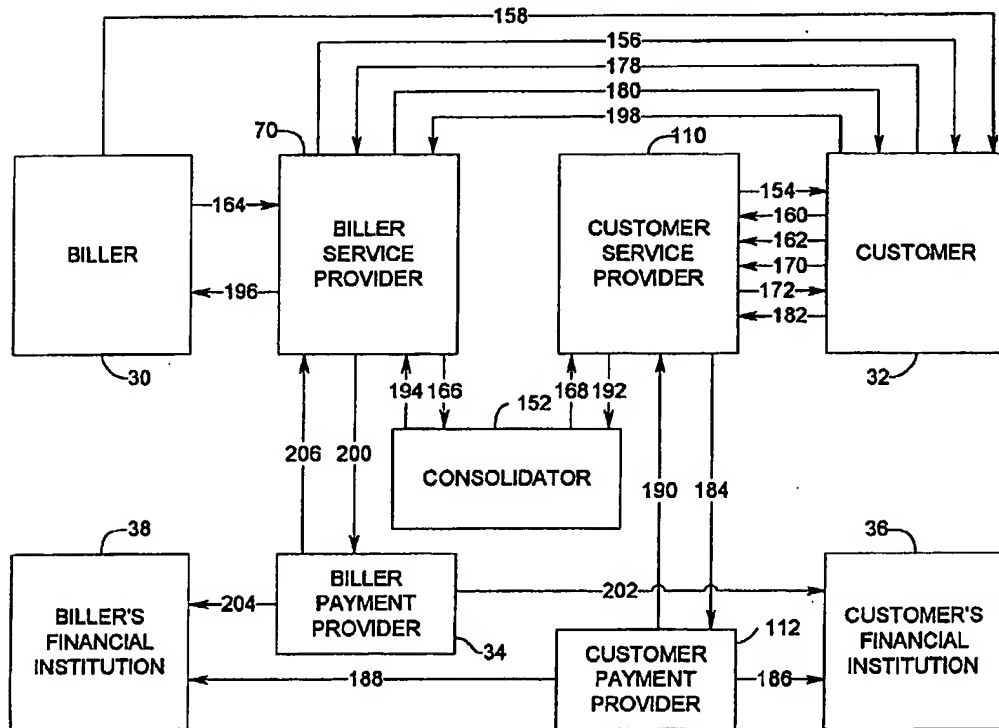 158
156
178
180
198
70
110
BILLER
164
196
30
BILLER
SERVICE
PROVIDER
CUSTOMER
SERVICE
PROVIDER
154
160
162
170
172
182
CUSTOMER
32
194
166
168
192
152
CONSOLIDATOR
206
200
190
184
38
BILLER'S
FINANCIAL
INSTITUTION
204
BILLER
PAYMENT
PROVIDER
34
202
36
CUSTOMER'S
FINANCIAL
INSTITUTION
188
112
CUSTOMER
PAYMENT
PROVIDER
186